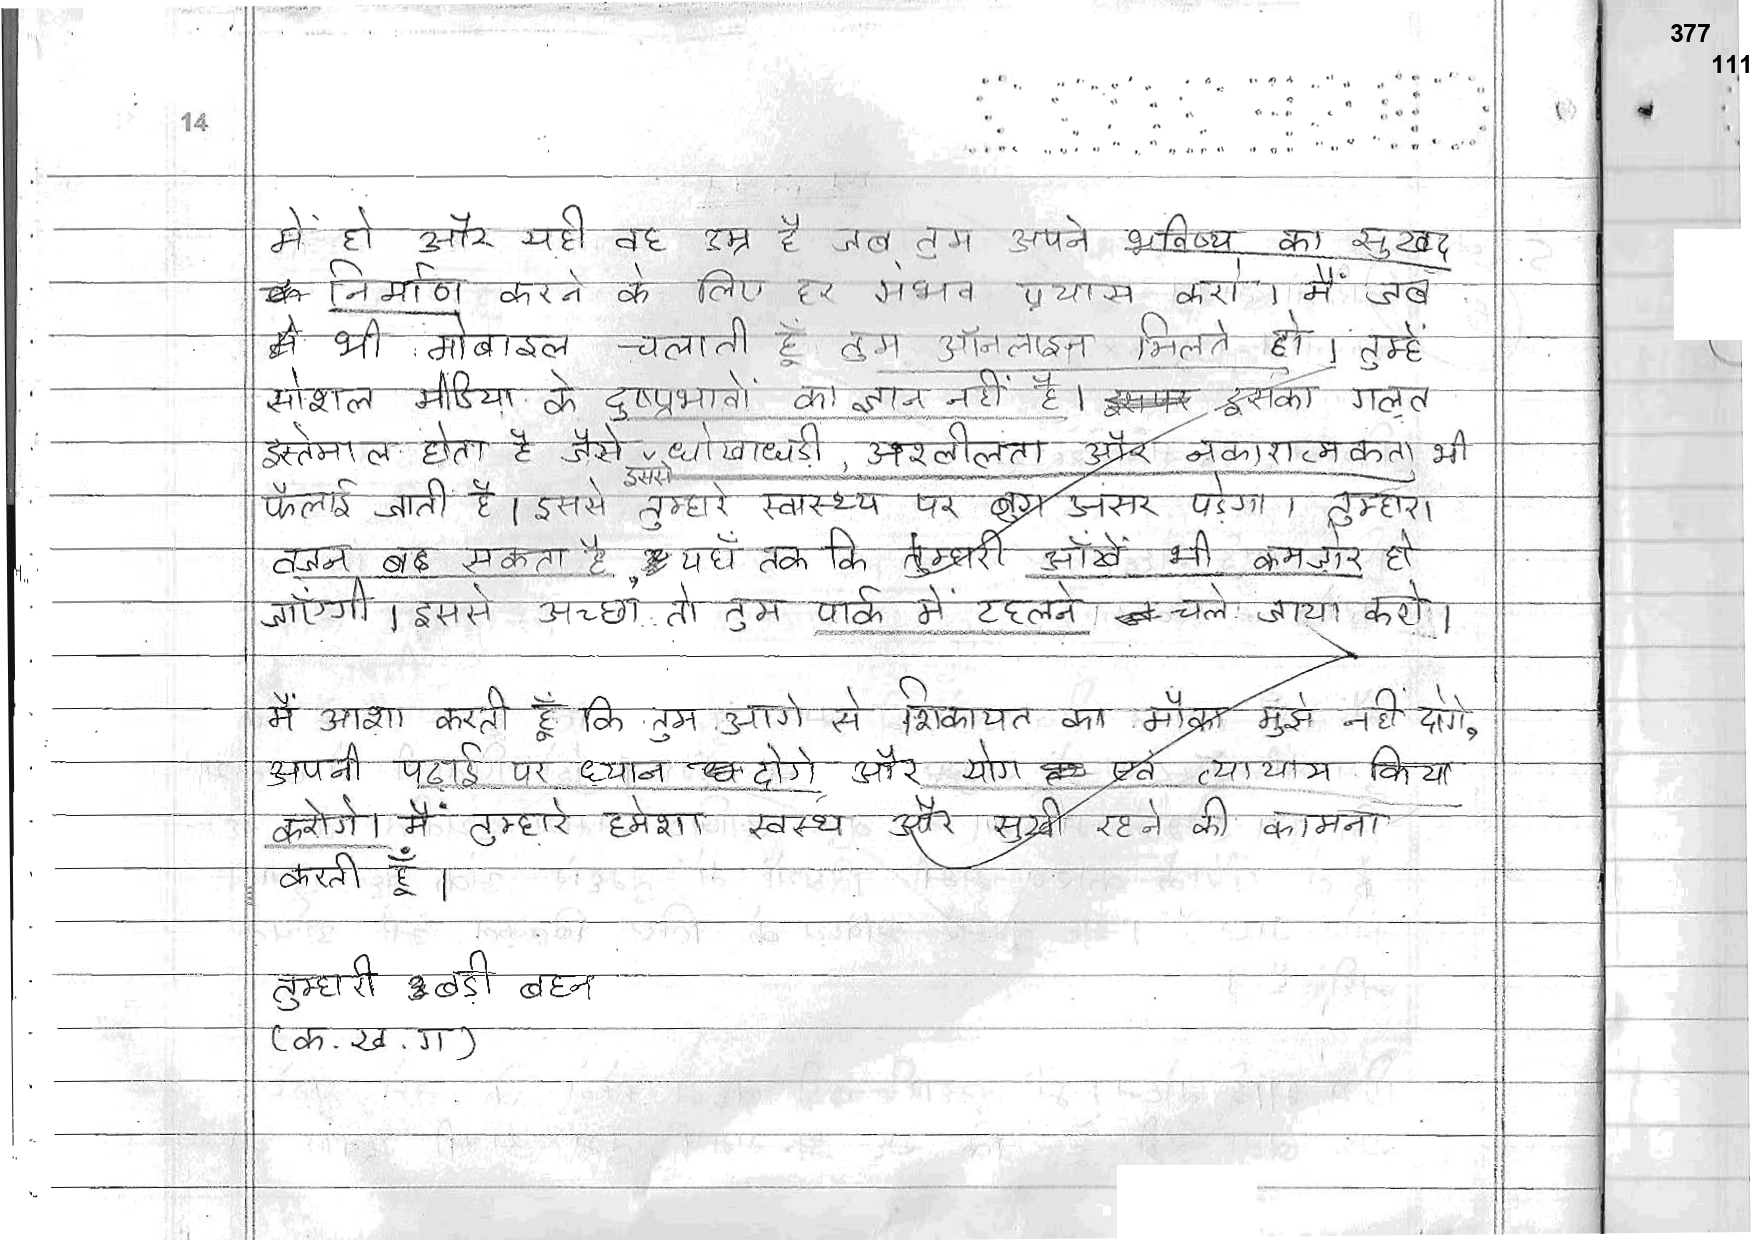 377
111
14
में हो और यही वह उम्र है जब तुम अपने भविष्य का सुखद
निर्माण करने के लिए हर संभव प्रयास करो। मैं जब
भी मोबाइल चलाती हूँ तुम ऑनलाइन मिलते हो। तुम्हें
सोशल मीडिया के दुष्प्रभावों का ज्ञान नहीं है। इसका गलत
इस्तेमाल होता है जैसे धोखाधड़ी, अश्लीलता और नकारात्मकता भी
इससे
फैलाई जाती है। इससे तुम्हारे स्वास्थ्य पर बुरा असर पड़ेगा। तुम्हारा
वजन बढ़ सकता है, यहाँ तक कि तुम्हारी आँखें भी कमज़ोर हो
जाँएगी। इससे अच्छा तो तुम पार्क में टहलने चले जाया करो।
मैं आशा करती हूँ कि तुम आगे से शिकायत का मौका मुझे नहीं दोगे,
अपनी पढ़ाई पर ध्यान दोगे और योग एवं व्यायाम किया
करोगे। मैं तुम्हारे हमेशा स्वस्थ और सुखी रहने की कामना
करती हूँ।
तुम्हारी बड़ी बहन
(क. ख. ग)